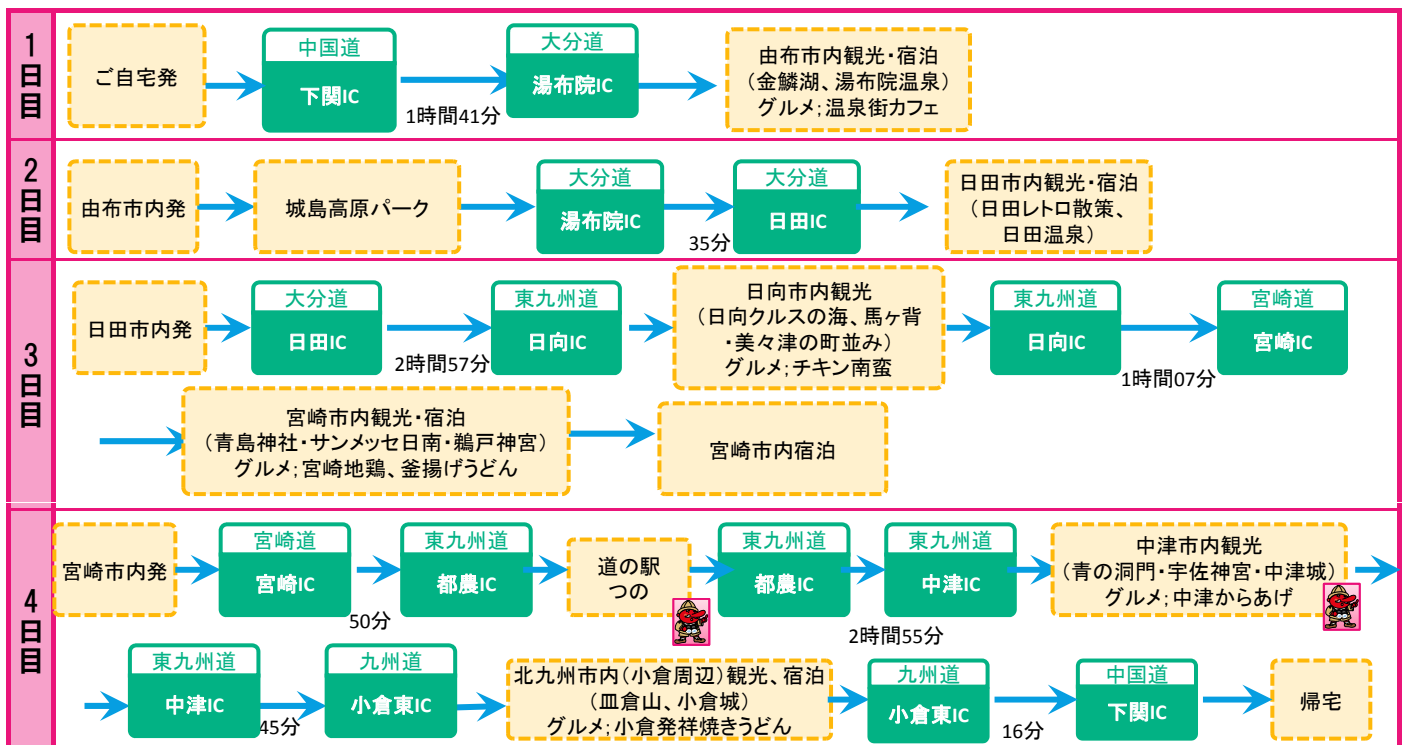 1日目
ご自宅発
中国道
下関IC
1時間41分
大分道
湯布院IC
由布市内観光・宿泊
(金鱗湖、湯布院温泉)
グルメ;温泉街カフェ
2日目
由布市内発
城島高原パーク
大分道
湯布院IC
35分
大分道
日田IC
日田市内観光・宿泊
(日田レトロ散策、
日田温泉)
3日目
日田市内発
大分道
日田IC
2時間57分
東九州道
日向IC
日向市内観光
(日向クルスの海、馬ヶ背
・美々津の町並み)
グルメ;チキン南蛮
東九州道
日向IC
1時間07分
宮崎道
宮崎IC
宮崎市内観光・宿泊
(青島神社・サンメッセ日南・鵜戸神宮)
グルメ;宮崎地鶏、釜揚げうどん
宮崎市内宿泊
4日目
宮崎市内発
宮崎道
宮崎IC
50分
東九州道
都農IC
道の駅
つの
東九州道
都農IC
2時間55分
東九州道
中津IC
中津市内観光
(青の洞門・宇佐神宮・中津城)
グルメ;中津からあげ
東九州道
中津IC
45分
九州道
小倉東IC
北九州市内(小倉周辺)観光、宿泊
(皿倉山、小倉城)
グルメ;小倉発祥焼きうどん
九州道
小倉東IC
16分
中国道
下関IC
帰宅